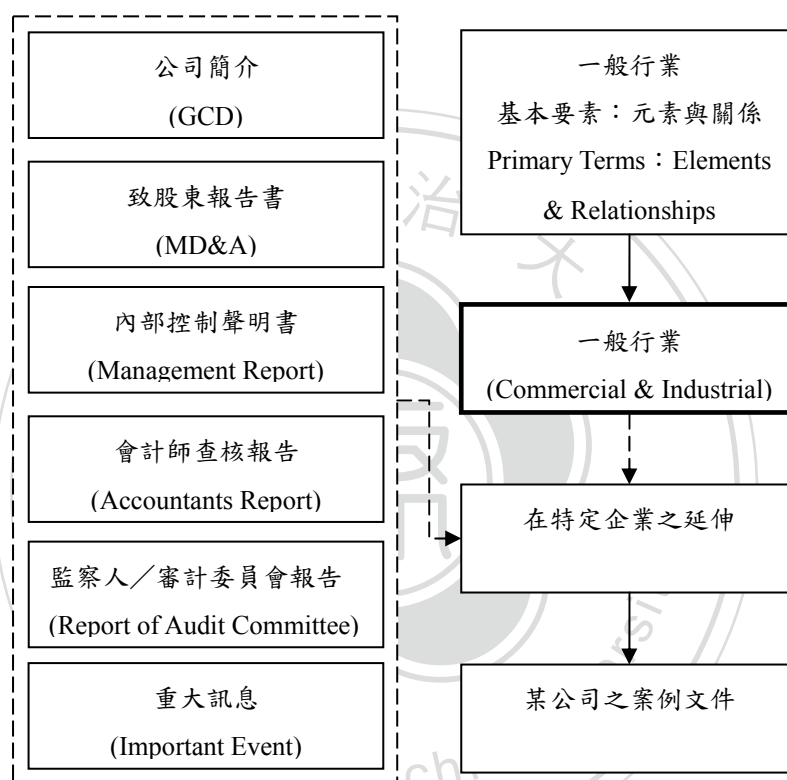 公司簡介
(GCD)
致股東報告書
(MD&A)
內部控制聲明書
(Management Report)
會計師查核報告
(Accountants Report)
監察人／審計委員會報告
(Report of Audit Committee)
重大訊息
(Important Event)
一般行業
基本要素：元素與關係
Primary Terms：Elements
& Relationships
一般行業
(Commercial & Industrial)
在特定企業之延伸
某公司之案例文件
治
大